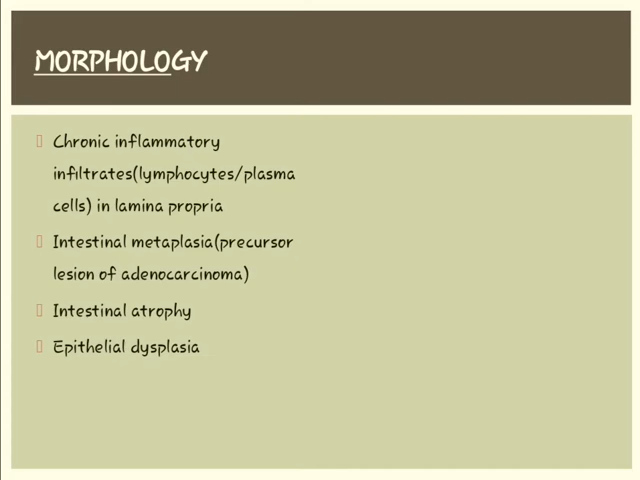 MORPHOLOGY
Chronic inflammatory
infiltrates(lymphocytes/plasma
cells) in lamina propria
Intestinal metaplasia(precursor
lesion of adenocarcinoma)
Intestinal atrophy
Epithelial dysplasia